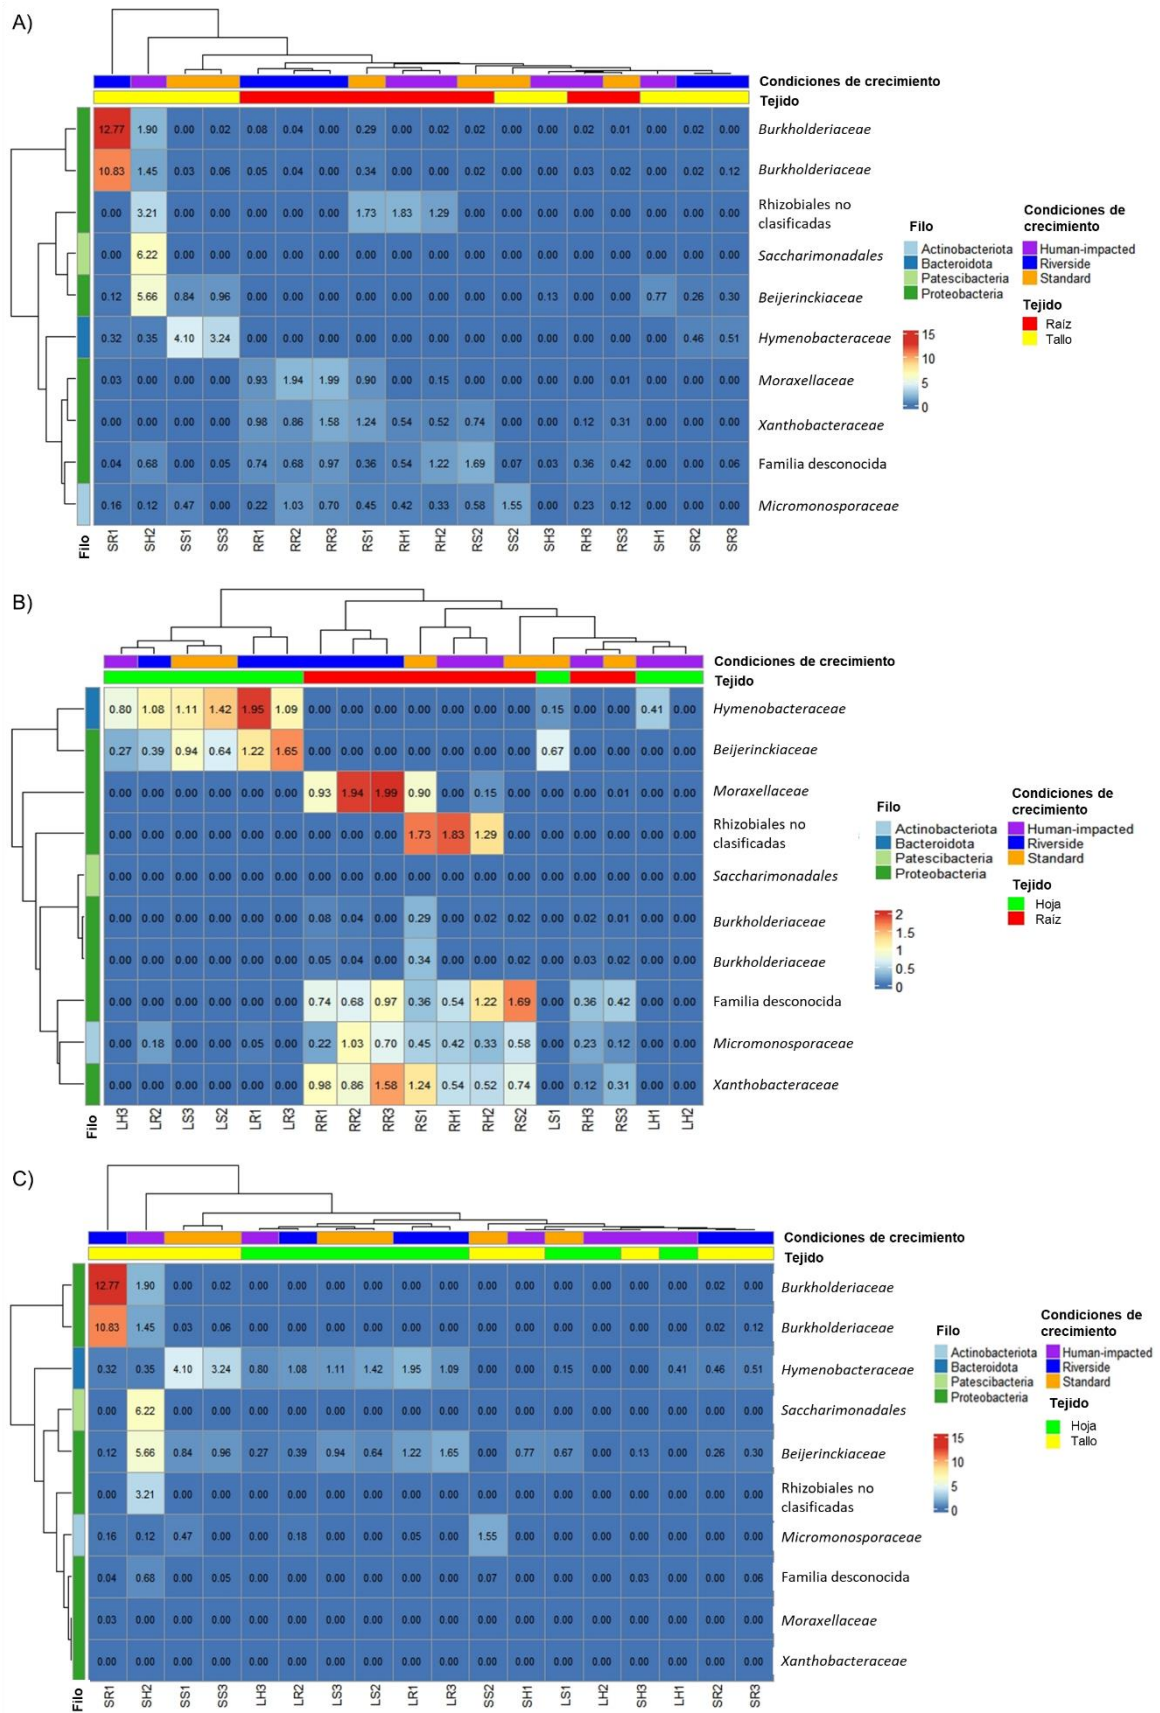 A)
Condiciones de crecimiento
Tejido
12.77 1.90 0.00 0.02 0.08 0.04 0.00 0.29 0.00 0.02 0.02 0.00 0.00 0.02 0.01 0.00 0.02 0.00 Burkholderiaceae
10.83 1.45 0.03 0.06 0.05 0.04 0.00 0.34 0.00 0.00 0.02 0.00 0.00 0.03 0.02 0.00 0.02 0.12 Burkholderiaceae
0.00 3.21 0.00 0.00 0.00 0.00 0.00 1.73 1.83 1.29 0.00 0.00 0.00 0.00 0.00 0.00 0.00 0.00 Rhizobiales no
clasificadas
0.00 6.22 0.00 0.00 0.00 0.00 0.00 0.00 0.00 0.00 0.00 0.00 0.00 0.00 0.00 0.00 0.00 0.00 Saccharimonadales
0.12 5.66 0.84 0.96 0.00 0.00 0.00 0.00 0.00 0.00 0.00 0.00 0.13 0.00 0.00 0.77 0.26 0.30 Beijerinckiaceae
0.32 0.35 4.10 3.24 0.00 0.00 0.00 0.00 0.00 0.00 0.00 0.00 0.00 0.00 0.00 0.00 0.46 0.51 Hymenobacteraceae
0.03 0.00 0.00 0.00 0.93 1.94 1.99 0.90 0.00 0.15 0.00 0.00 0.00 0.00 0.01 0.00 0.00 0.00 Moraxellaceae
0.00 0.00 0.00 0.00 0.98 0.86 1.58 1.24 0.54 0.52 0.74 0.00 0.00 0.12 0.31 0.00 0.00 0.00 Xanthobacteraceae
0.04 0.68 0.00 0.05 0.74 0.68 0.97 0.36 0.54 1.22 1.69 0.07 0.03 0.36 0.42 0.00 0.00 0.06 Familia desconocida
0.16 0.12 0.47 0.00 0.22 1.03 0.70 0.45 0.42 0.33 0.58 1.55 0.00 0.23 0.12 0.00 0.00 0.00 Micromonosporaceae
Filo SR1 SH2 SS1 SS3 RR1 RR2 RR3 RS1 RH1 RH2 RS2 SS2 SH3 RH3 RS3 SH1 SR2 SR3
Filo
Actinobacteriota
Bacteroidota
Patescibacteria
Proteobacteria
15
10
5
0
Condiciones de
crecimiento
Human-impacted
Riverside
Standard
Tejido
Raíz
Tallo
B)
Condiciones de crecimiento
Tejido
0.80 1.08 1.11 1.42 1.95 1.09 0.00 0.00 0.00 0.00 0.00 0.00 0.00 0.15 0.00 0.00 0.41 0.00 Hymenobacteraceae
0.27 0.39 0.94 0.64 1.22 1.65 0.00 0.00 0.00 0.00 0.00 0.00 0.00 0.67 0.00 0.00 0.00 0.00 Beijerinckiaceae
0.00 0.00 0.00 0.00 0.00 0.00 0.93 1.94 1.99 0.90 0.00 0.15 0.00 0.00 0.00 0.01 0.00 0.00 Moraxellaceae
0.00 0.00 0.00 0.00 0.00 0.00 0.00 0.00 0.00 1.73 1.83 1.29 0.00 0.00 0.00 0.00 0.00 0.00 Rhizobiales no
clasificadas
0.00 0.00 0.00 0.00 0.00 0.00 0.00 0.00 0.00 0.00 0.00 0.00 0.00 0.00 0.00 0.00 0.00 0.00 Saccharimonadales
0.00 0.00 0.00 0.00 0.00 0.00 0.08 0.04 0.00 0.29 0.00 0.02 0.02 0.00 0.02 0.01 0.00 0.00 Burkholderiaceae
0.00 0.00 0.00 0.00 0.00 0.00 0.05 0.04 0.00 0.34 0.00 0.00 0.02 0.00 0.03 0.02 0.00 0.00 Burkholderiaceae
0.00 0.00 0.00 0.00 0.00 0.00 0.74 0.68 0.97 0.36 0.54 1.22 1.69 0.00 0.36 0.42 0.00 0.00 Familia desconocida
0.00 0.18 0.00 0.00 0.05 0.00 0.22 1.03 0.70 0.45 0.42 0.33 0.58 0.00 0.23 0.12 0.00 0.00 Micromonosporaceae
0.00 0.00 0.00 0.00 0.00 0.00 0.98 0.86 1.58 1.24 0.54 0.52 0.74 0.00 0.12 0.31 0.00 0.00 Xanthobacteraceae
Filo LH3 LR2 LS3 LS2 LR1 LR3 RR1 RR2 RR3 RS1 RH1 RH2 RS2 LS1 RH3 RS3 LH1 LH2
Filo
Actinobacteriota
Bacteroidota
Patescibacteria
Proteobacteria
2
1.5
1
0.5
0
Condiciones de
crecimiento
Human-impacted
Riverside
Standard
Tejido
Hoja
Raíz
C)
Condiciones de crecimiento
Tejido
12.77 1.90 0.00 0.02 0.00 0.00 0.00 0.00 0.00 0.00 0.00 0.00 0.00 0.00 0.00 0.00 0.02 0.00 Burkholderiaceae
10.83 1.45 0.03 0.06 0.00 0.00 0.00 0.00 0.00 0.00 0.00 0.00 0.00 0.00 0.00 0.00 0.02 0.12 Burkholderiaceae
0.32 0.35 4.10 3.24 0.80 1.08 1.11 1.42 1.95 1.09 0.00 0.00 0.15 0.00 0.00 0.41 0.46 0.51 Hymenobacteraceae
0.00 6.22 0.00 0.00 0.00 0.00 0.00 0.00 0.00 0.00 0.00 0.00 0.00 0.00 0.00 0.00 0.00 0.00 Saccharimonadales
0.12 5.66 0.84 0.96 0.27 0.39 0.94 0.64 1.22 1.65 0.00 0.77 0.67 0.00 0.13 0.00 0.26 0.30 Beijerinckiaceae
0.00 3.21 0.00 0.00 0.00 0.00 0.00 0.00 0.00 0.00 0.00 0.00 0.00 0.00 0.00 0.00 0.00 0.00 Rhizobiales no
clasificadas
0.16 0.12 0.47 0.00 0.00 0.18 0.00 0.00 0.05 0.00 1.55 0.00 0.00 0.00 0.00 0.00 0.00 0.00 Micromonosporaceae
0.04 0.68 0.00 0.05 0.00 0.00 0.00 0.00 0.00 0.00 0.07 0.00 0.00 0.00 0.03 0.00 0.00 0.06 Familia desconocida
0.03 0.00 0.00 0.00 0.00 0.00 0.00 0.00 0.00 0.00 0.00 0.00 0.00 0.00 0.00 0.00 0.00 0.00 Moraxellaceae
0.00 0.00 0.00 0.00 0.00 0.00 0.00 0.00 0.00 0.00 0.00 0.00 0.00 0.00 0.00 0.00 0.00 0.00 Xanthobacteraceae
Filo SR1 SH2 SS1 SS3 LH3 LR2 LS3 LS2 LR1 LR3 SS2 SH1 LS1 LH2 SH3 LH1 SR2 SR3
Filo
Actinobacteriota
Bacteroidota
Patescibacteria
Proteobacteria
15
10
5
0
Condiciones de
crecimiento
Human-impacted
Riverside
Standard
Tejido
Hoja
Tallo